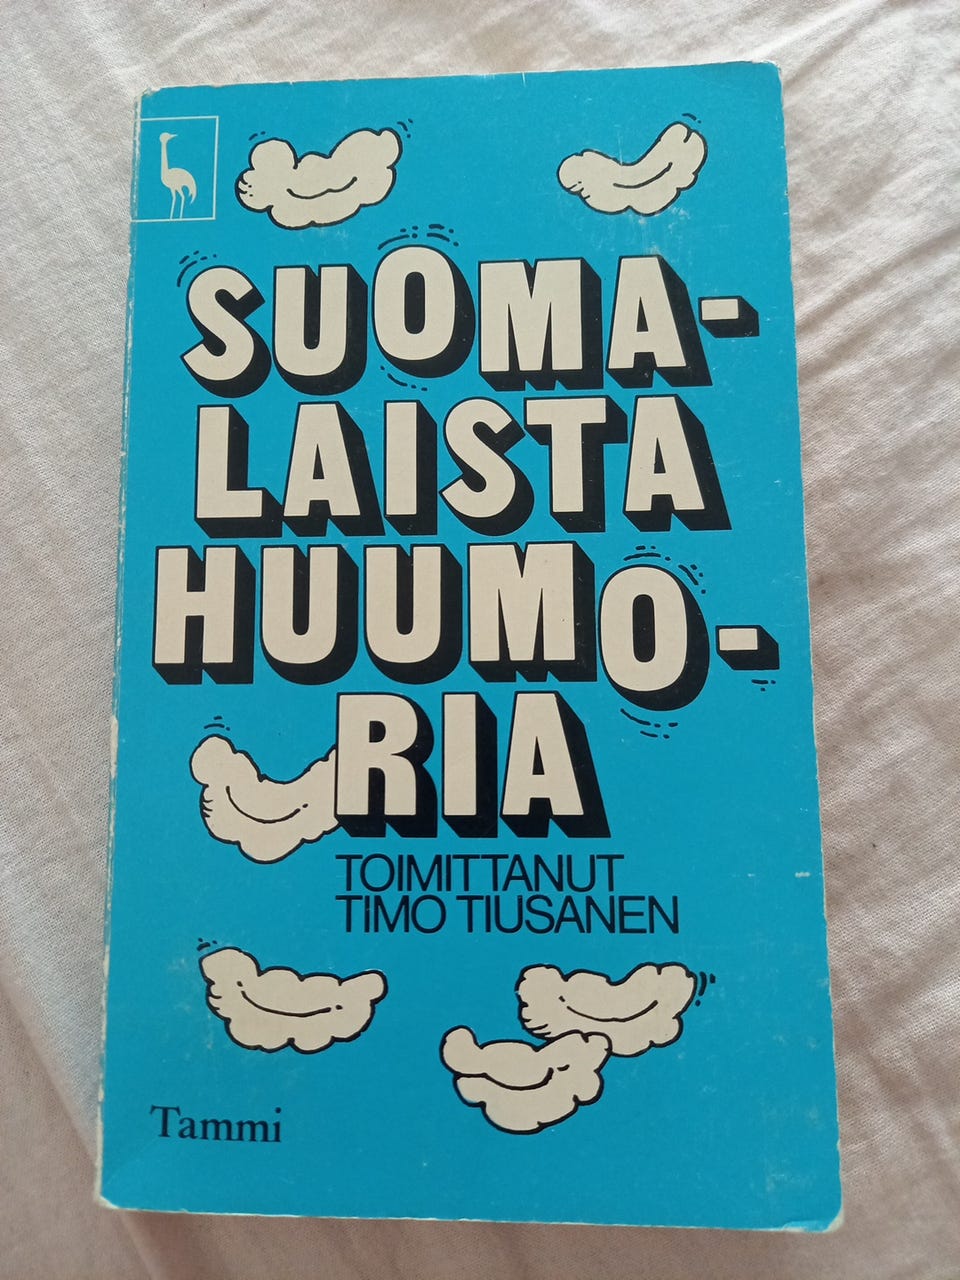 SUOMA-
LAISTA
HUUMO-
RIA
TOIMITTANUT
TIMO TIUSANEN
Tammi